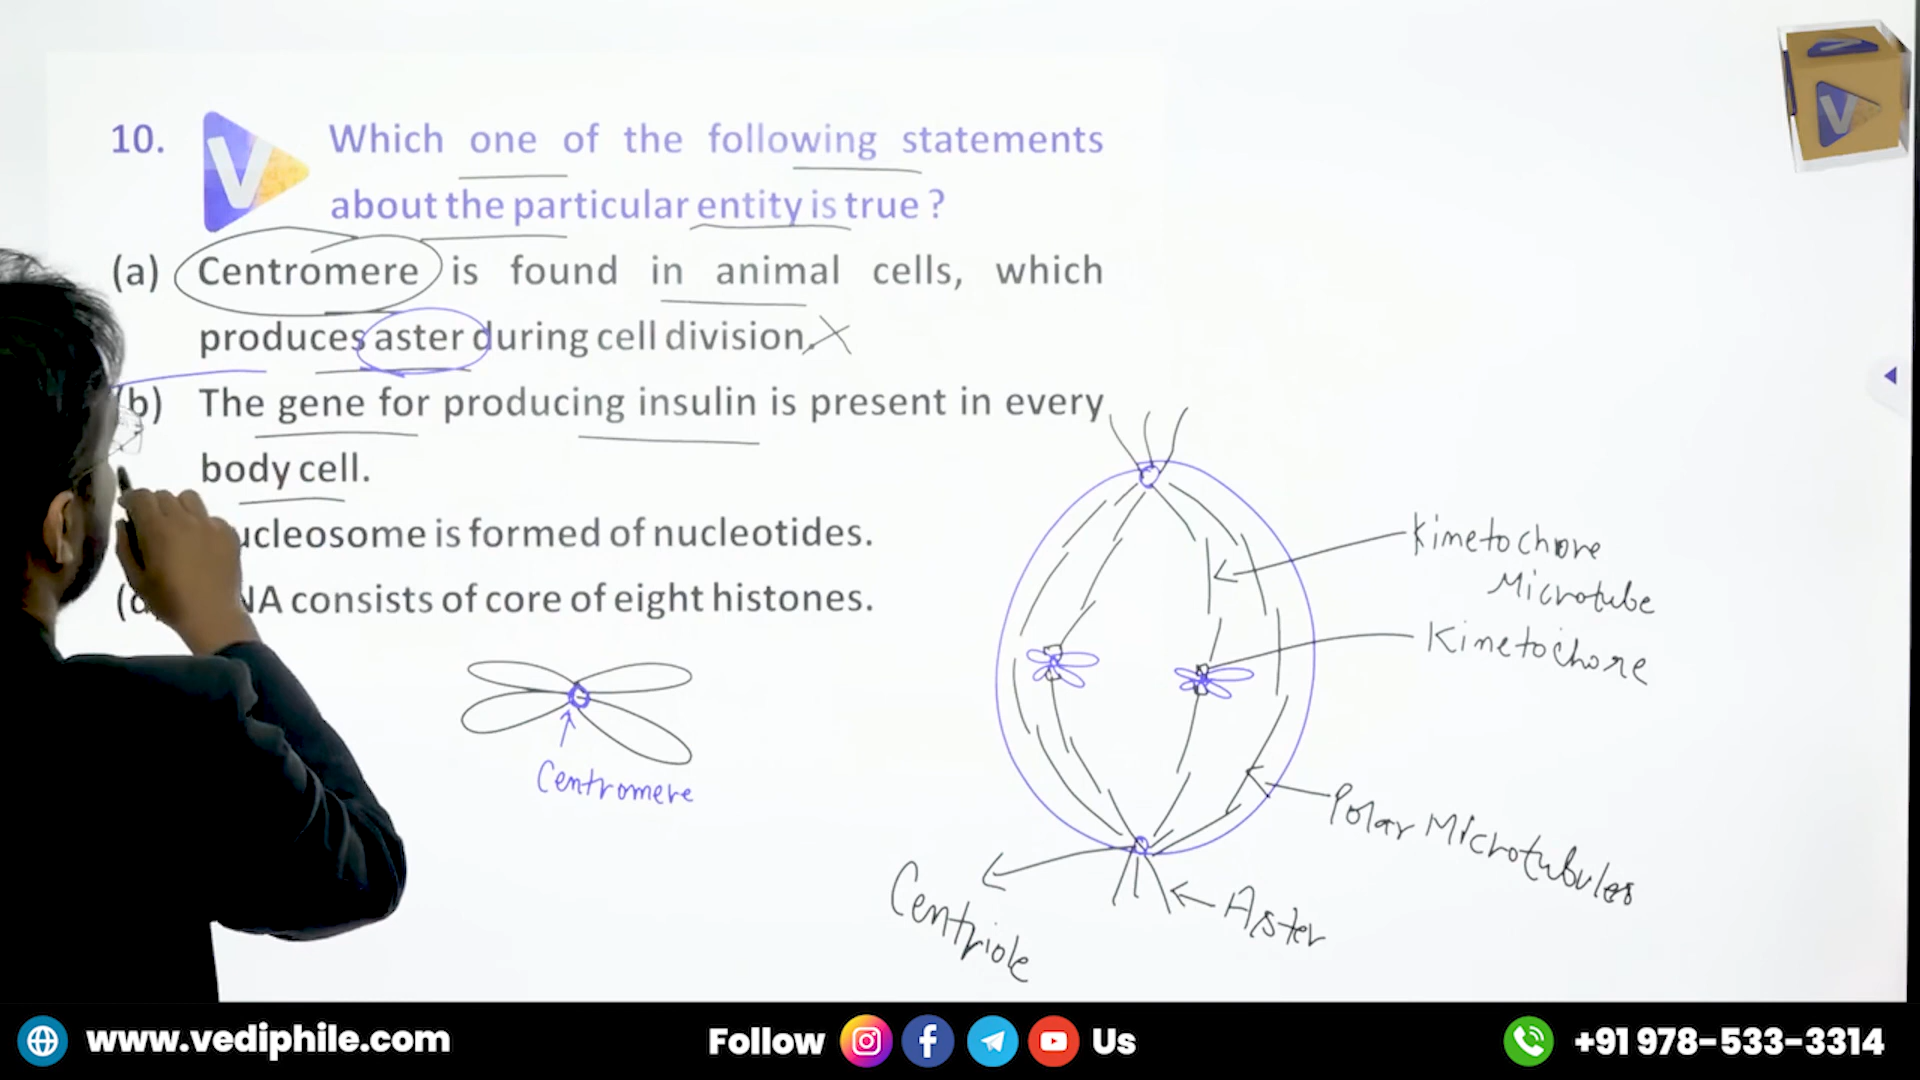 10.
Which one of the following statements
about the particular entity is true ?
(a) Centromere is found in animal cells, which
produces aster during cell division.
(b) The gene for producing insulin is present in every
body cell.
ucleosome is formed of nucleotides.
(d NA consists of core of eight histones.
Centromere
Kinetochore
Microtube
Kinetochore
Polar Microtubules
Aster
Centriole
www.vediphile.com
Follow Us
+91 978-533-3314